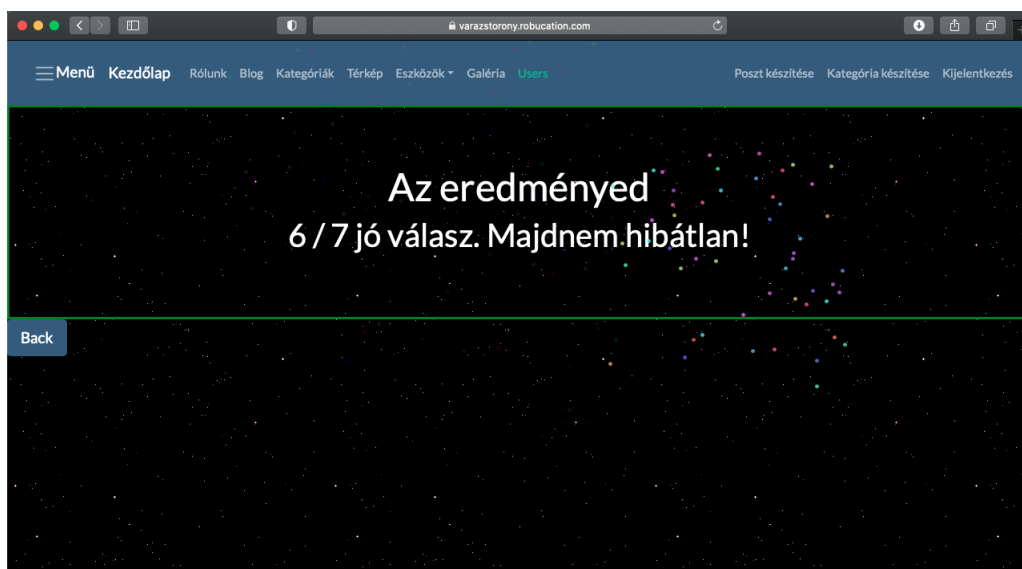 varazstorony.robucation.com
Menü Kezdőlap Rólunk Blog Kategóriák Térkép Eszközök Galéria Users Poszt készítése Kategória készítése Kijelentkezés
Az eredményed
6 / 7 jó válasz. Majdnem hibátlan!
Back